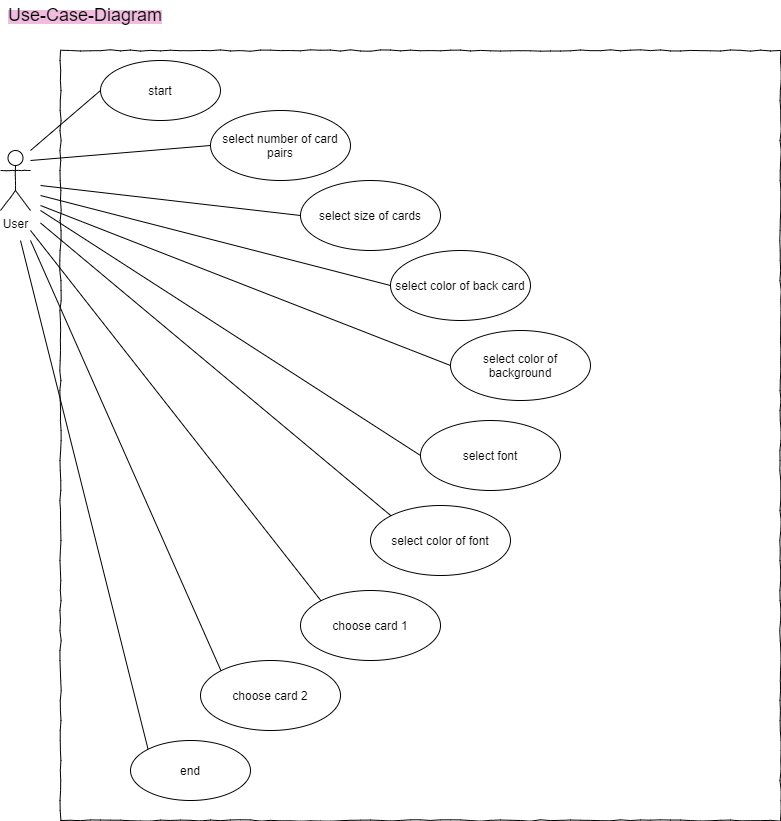 Use-Case-Diagram
start
select number of card
pairs
User
select size of cards
select color of back card
select color of
background
select font
select color of font
choose card 1
choose card 2
end